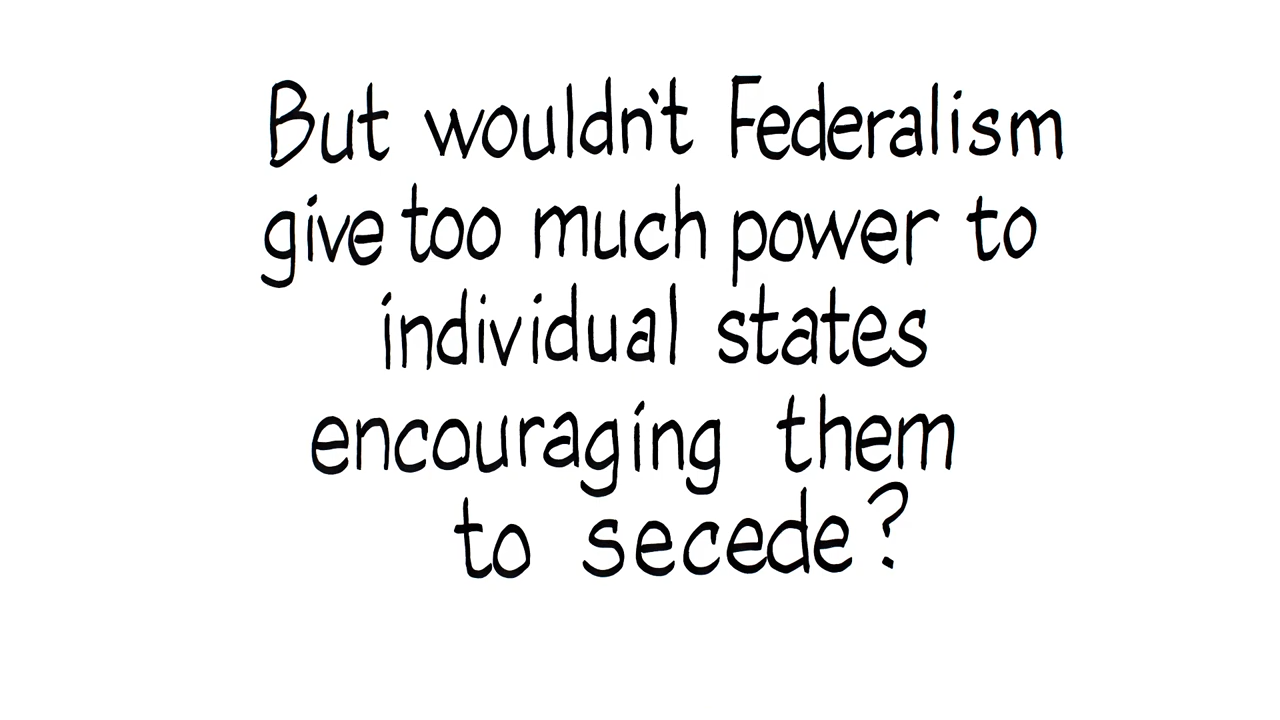 But wouldn't Federalism
give too much power to
individual states
encouraging them
to secede?